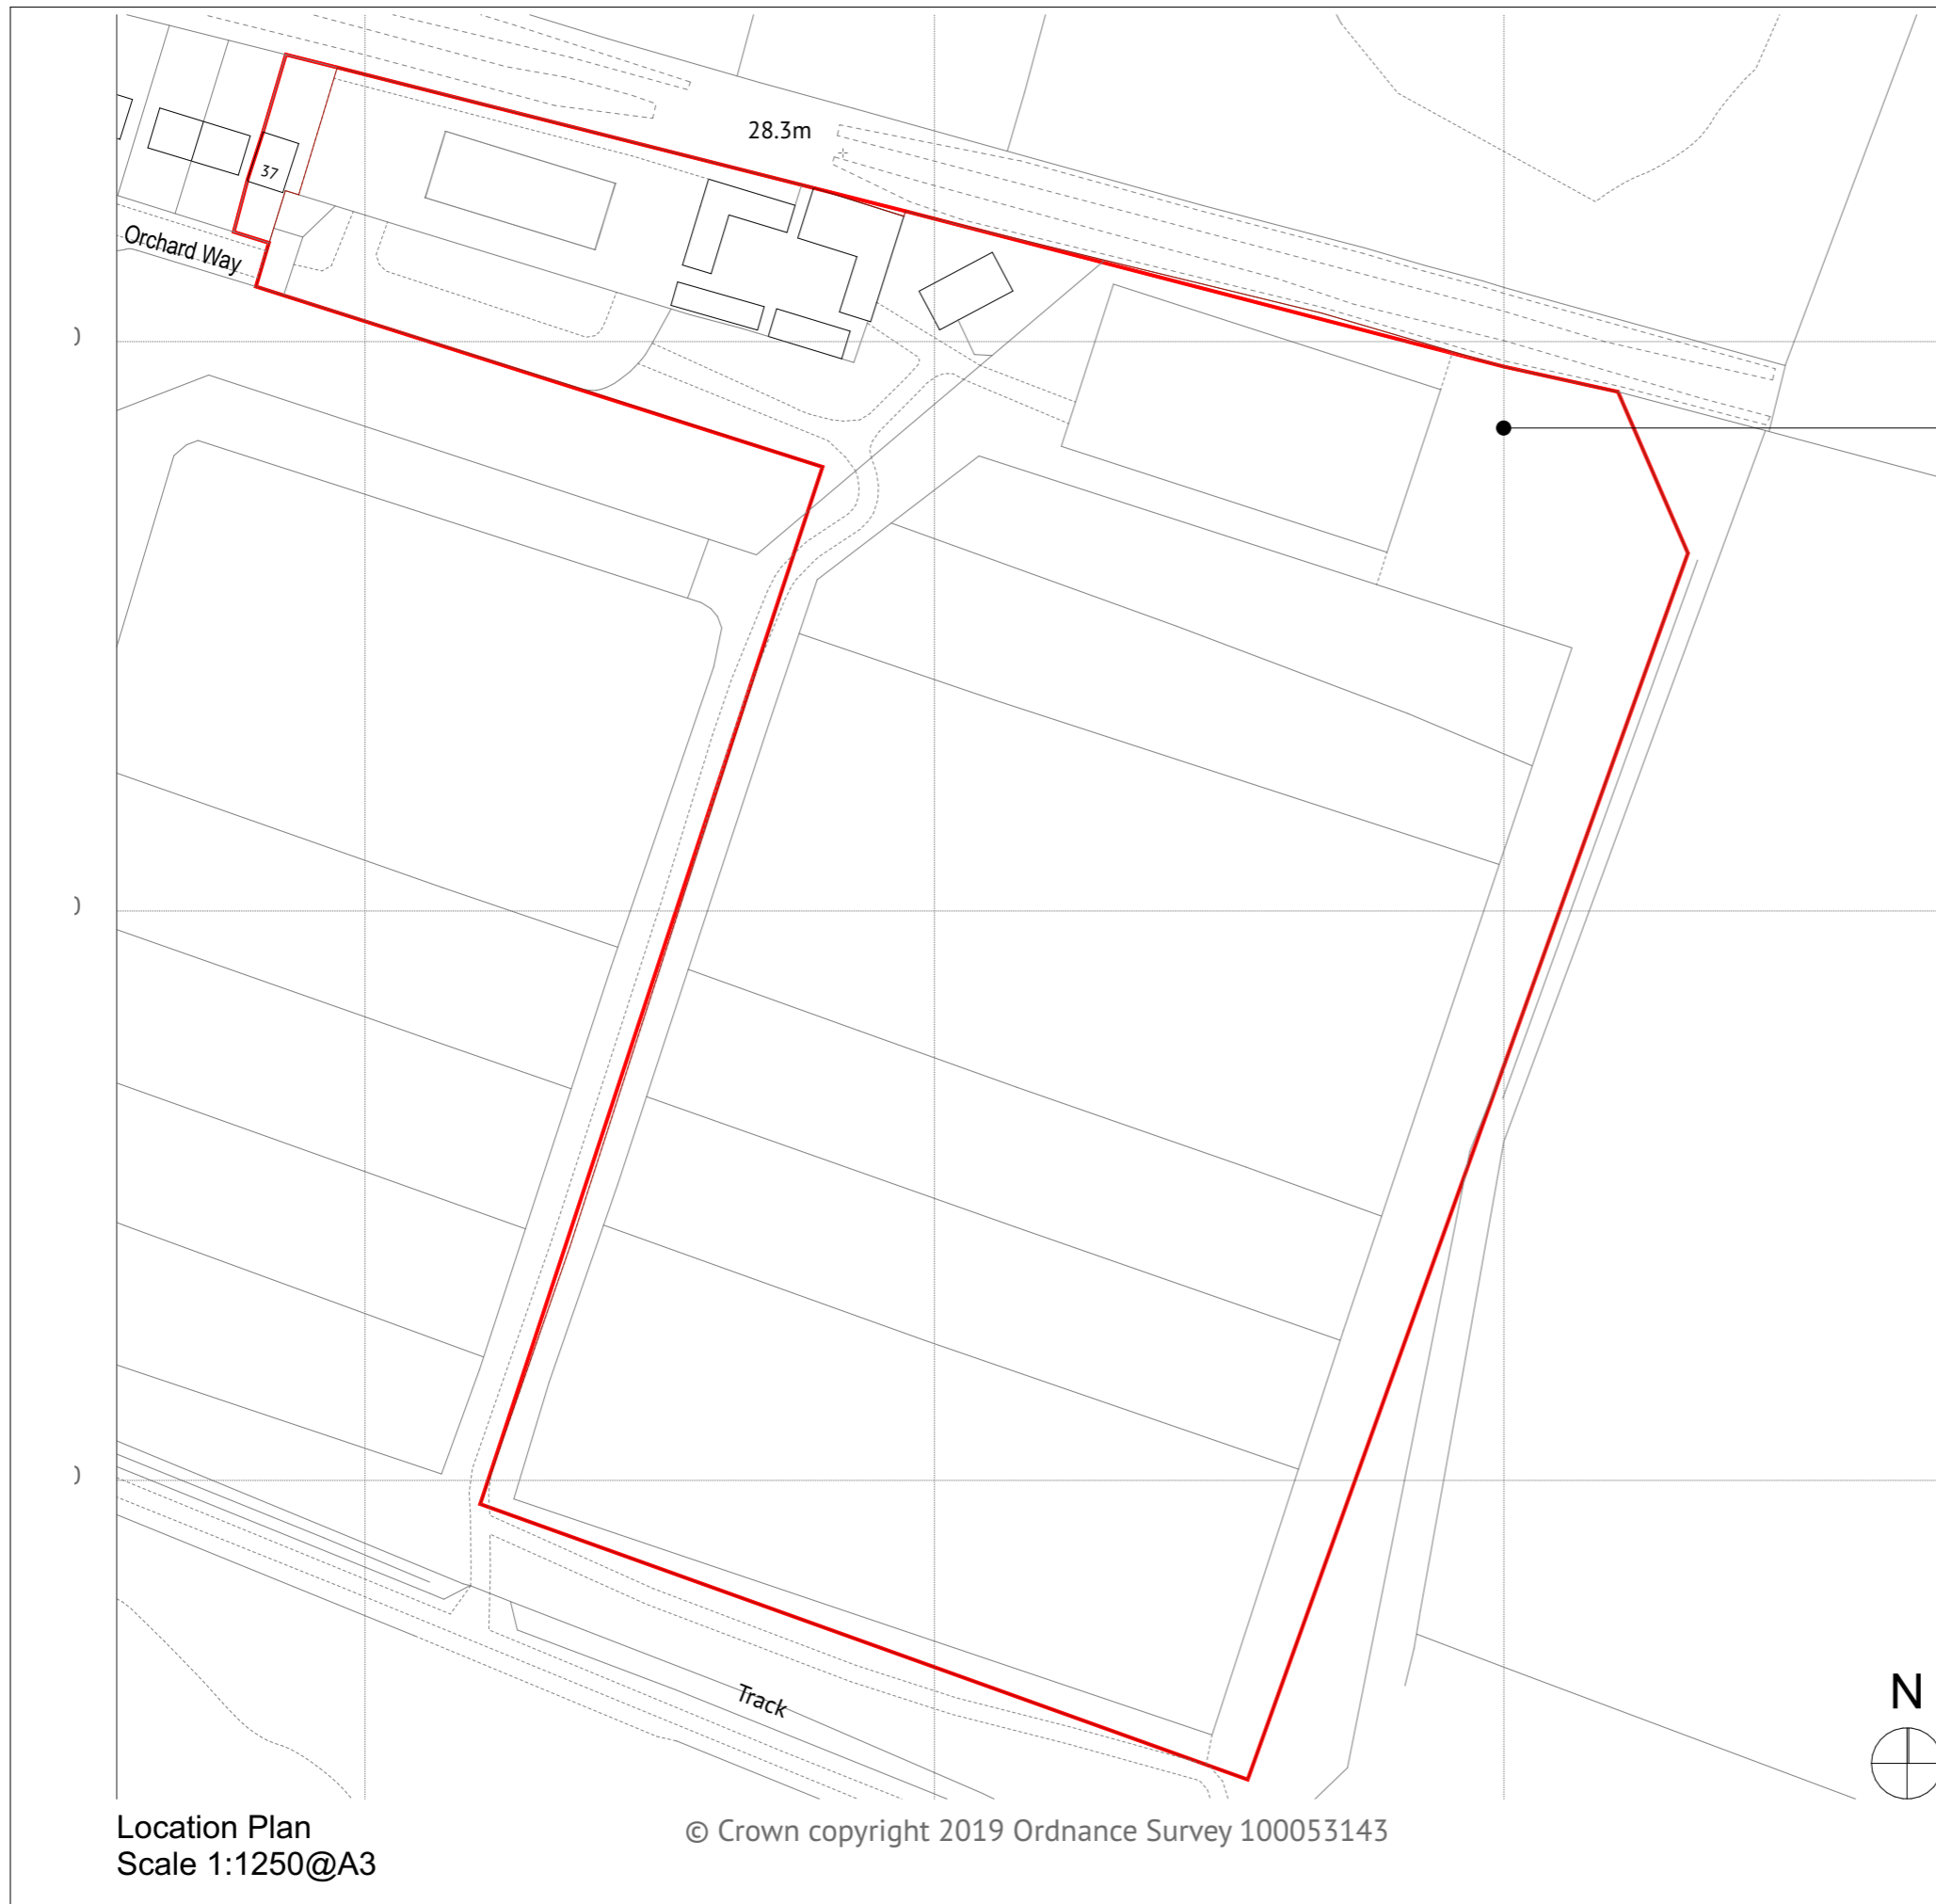 28.3m
37
Orchard Way
Track
N
Location Plan
Scale 1:1250@A3
© Crown copyright 2019 Ordnance Survey 100053143